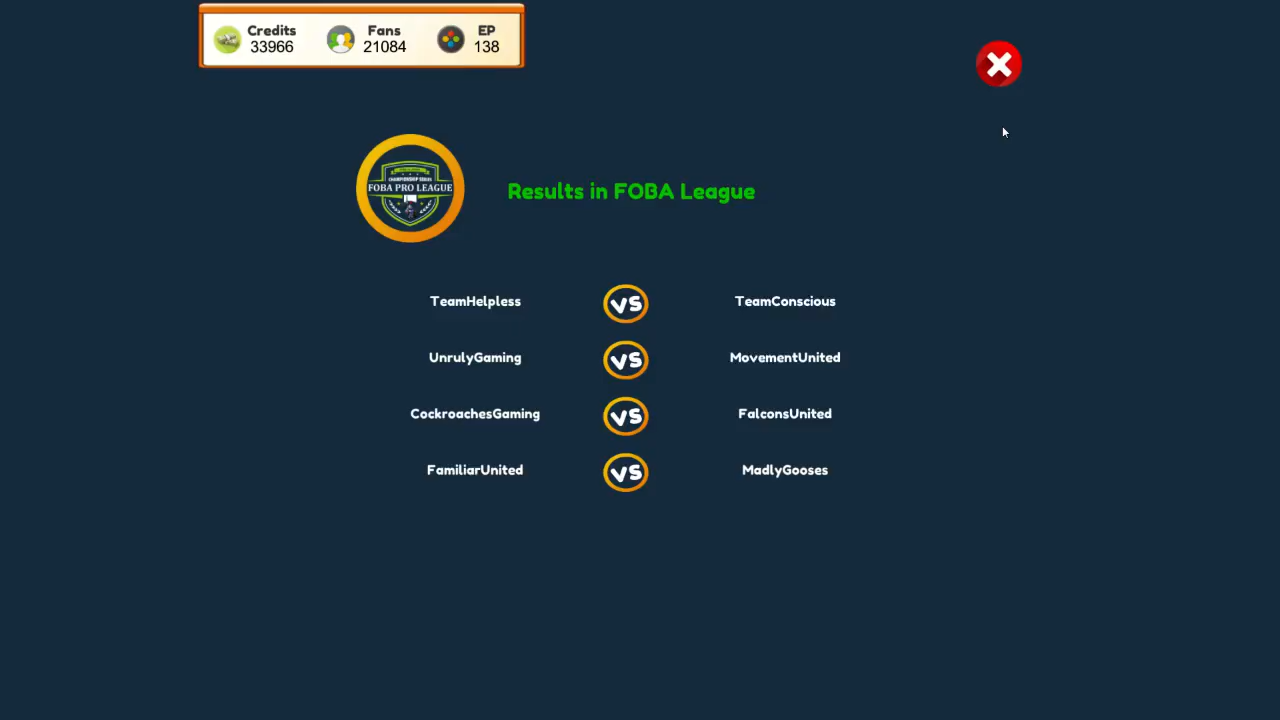 Credits Fans EP
33966 21084 138
FOBA PRO LEAGUE
Results in FOBA League
TeamHelpless VS TeamConscious
UnrulyGaming VS MovementUnited
CockroachesGaming VS FalconsUnited
FamiliarUnited VS MadlyGooses